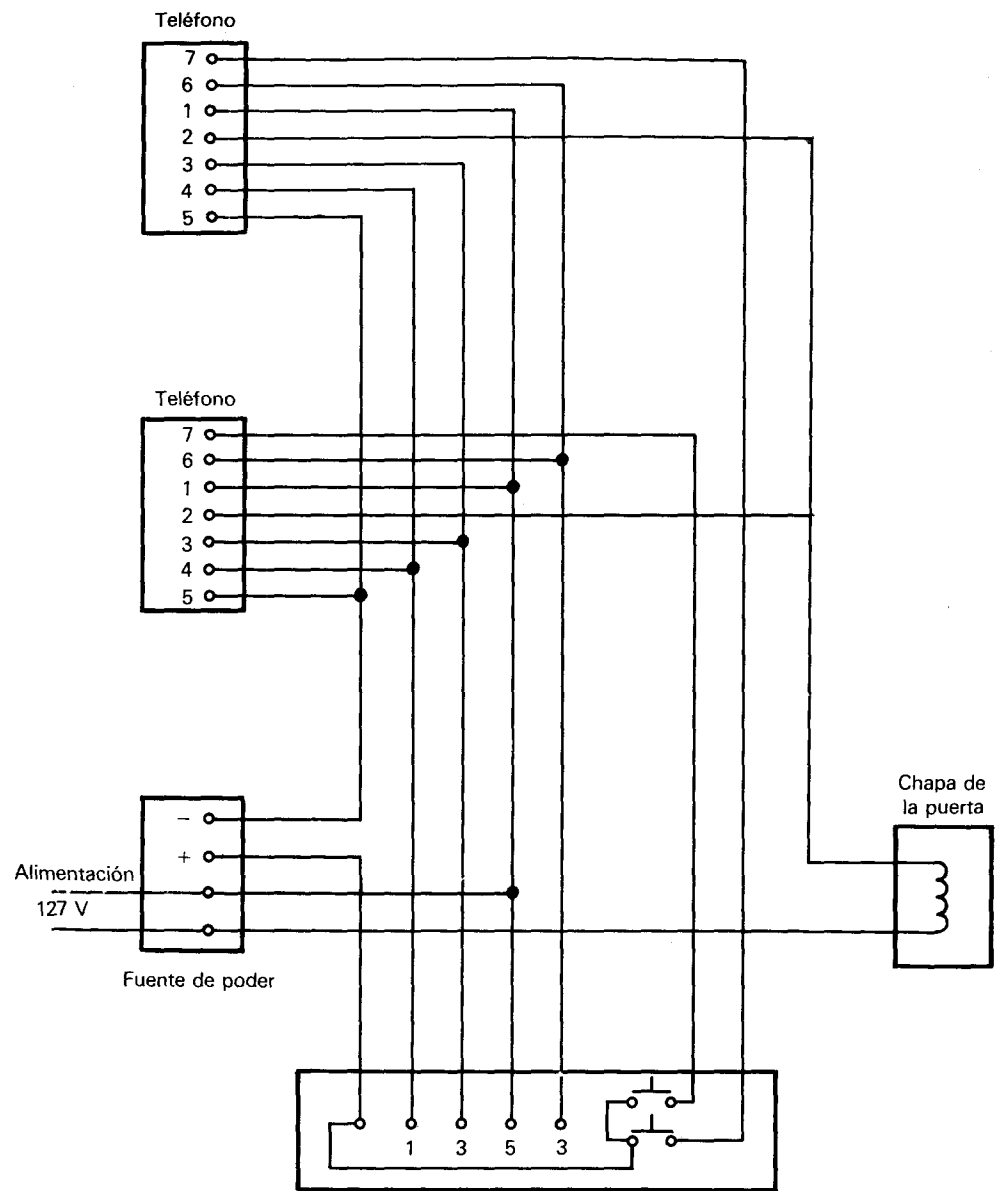 Teléfono
7
6
1
2
3
4
5
Teléfono
7
6
1
2
3
4
5
Chapa de
la puerta
−
+
Alimentación
127 V
Fuente de poder
1 3 5 3